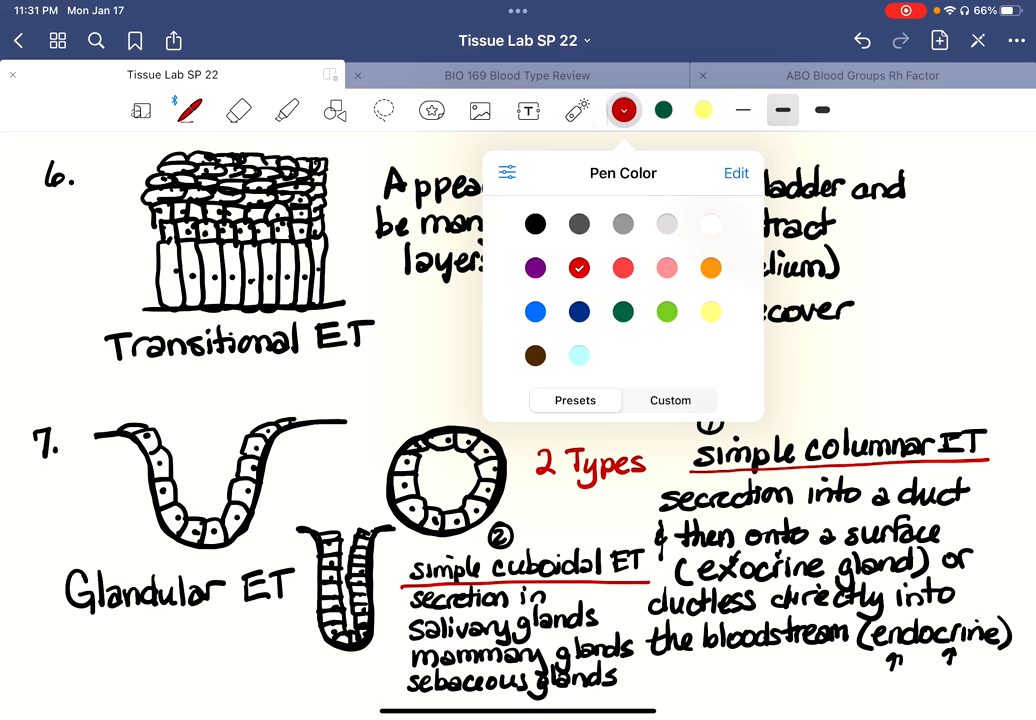 11:31 PM Mon Jan 17
66%
Tissue Lab SP 22
Tissue Lab SP 22
BIO 169 Blood Type Review
ABO Blood Groups Rh Factor
T
Pen Color
Edit
Presets
Custom
6.
Transitional ET
Appea
be man
layers
ladder and
tract
elium)
ecover
7.
Glandular ET
2 Types
②
simple cuboidal ET
secretion in
salivary glands
mammary glands
sebaceous glands
①
simple columnar ET
secretion into a duct
& then onto a surface
(exocrine gland) or
ductless directly into
the bloodstream (endocrine)